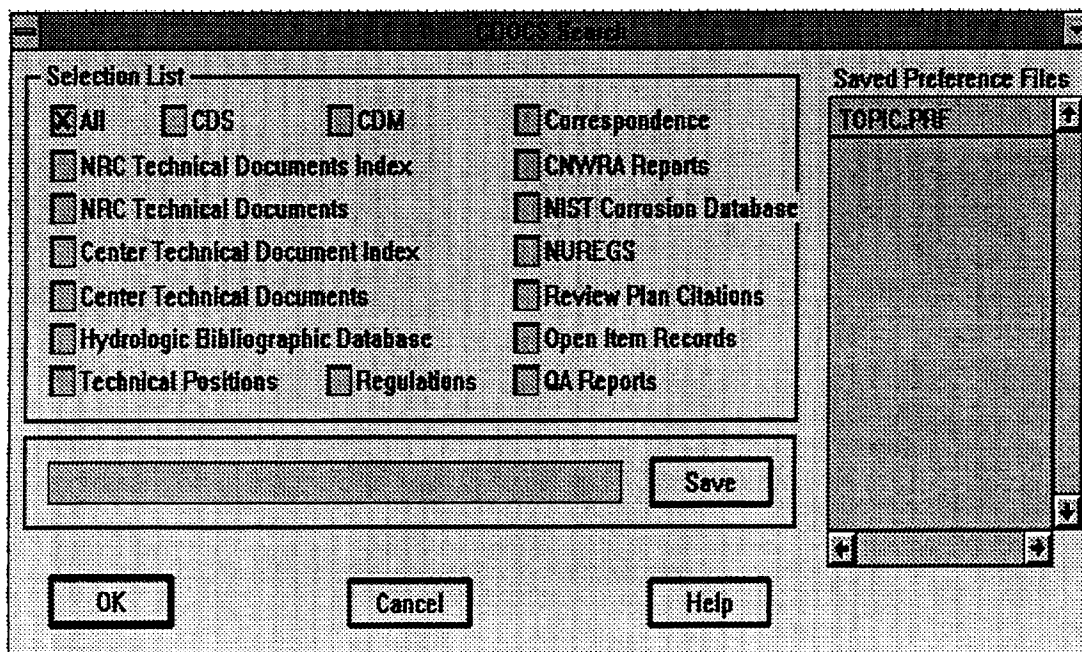 CDOCS Search
Selection List
Saved Preference Files
All CDS CDM Correspondence
TOPIC.PRF
NRC Technical Documents Index CNWRA Reports
NRC Technical Documents NIST Corrosion Database
Center Technical Document Index NUREGS
Center Technical Documents Review Plan Citations
Hydrologic Bibliographic Database Open Item Records
Technical Positions Regulations QA Reports
Save
OK Cancel Help